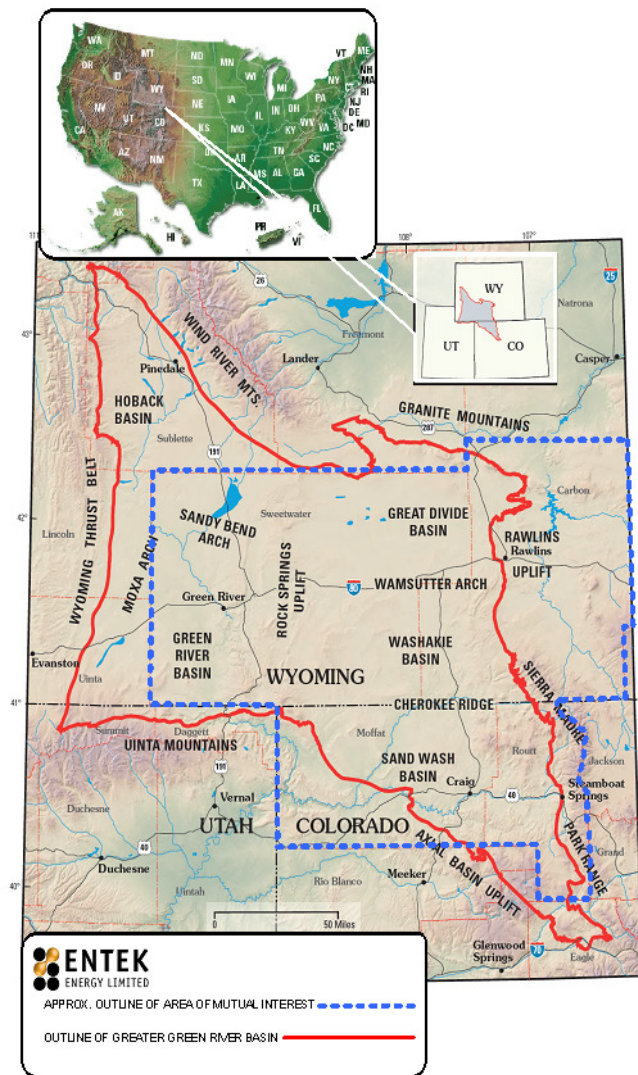 WA
MT
ND
MN
VT
ME
OR
ID
SD
WI
MI
NY
NH
MA
RI
WY
NE
IA
PA
NJ
DE
MD
DC
NV
UT
CO
KS
MO
IL
IN
OH
KY
WV
VA
CA
AZ
NM
AR
TN
NC
SC
TX
LA
MS
AL
GA
FL
AK
HI
PR
VI
108
107
26
25
WY
UT
CO
Natrona
43
Fremont
Lander
Casper
WIND RIVER MTS.
Pinedale
HOBACK
BASIN
GRANITE MOUNTAINS
287
Sublette
191
Carbon
WYOMING THRUST BELT
42
Lincoln
MOXA ARCH
SANDY BEND
ARCH
Sweetwater
GREAT DIVIDE
BASIN
RAWLINS
Rawlins
UPLIFT
ROCK SPRINGS
UPLIFT
80
WAMSUTTER ARCH
Green River
GREEN
RIVER
BASIN
WASHAKIE
BASIN
Evanston
Uinta
WYOMING
SIERRA MADRE
41
CHEROKEE RIDGE
Summit
Daggett
UINTA MOUNTAINS
Moffat
Routt
Jackson
SAND WASH
BASIN
191
Craig
40
Steamboat
Springs
Duchesne
Vernal
UTAH
COLORADO
PARK RANGE
Grand
40
Duchesne
AXIAL BASIN UPLIFT
Meeker
40
Uintah
Rio Blanco
0
50 Miles
Glenwood
Springs
70
Eagle
ENTEK
ENERGY LIMITED
APPROX. OUTLINE OF AREA OF MUTUAL INTEREST
OUTLINE OF GREATER GREEN RIVER BASIN